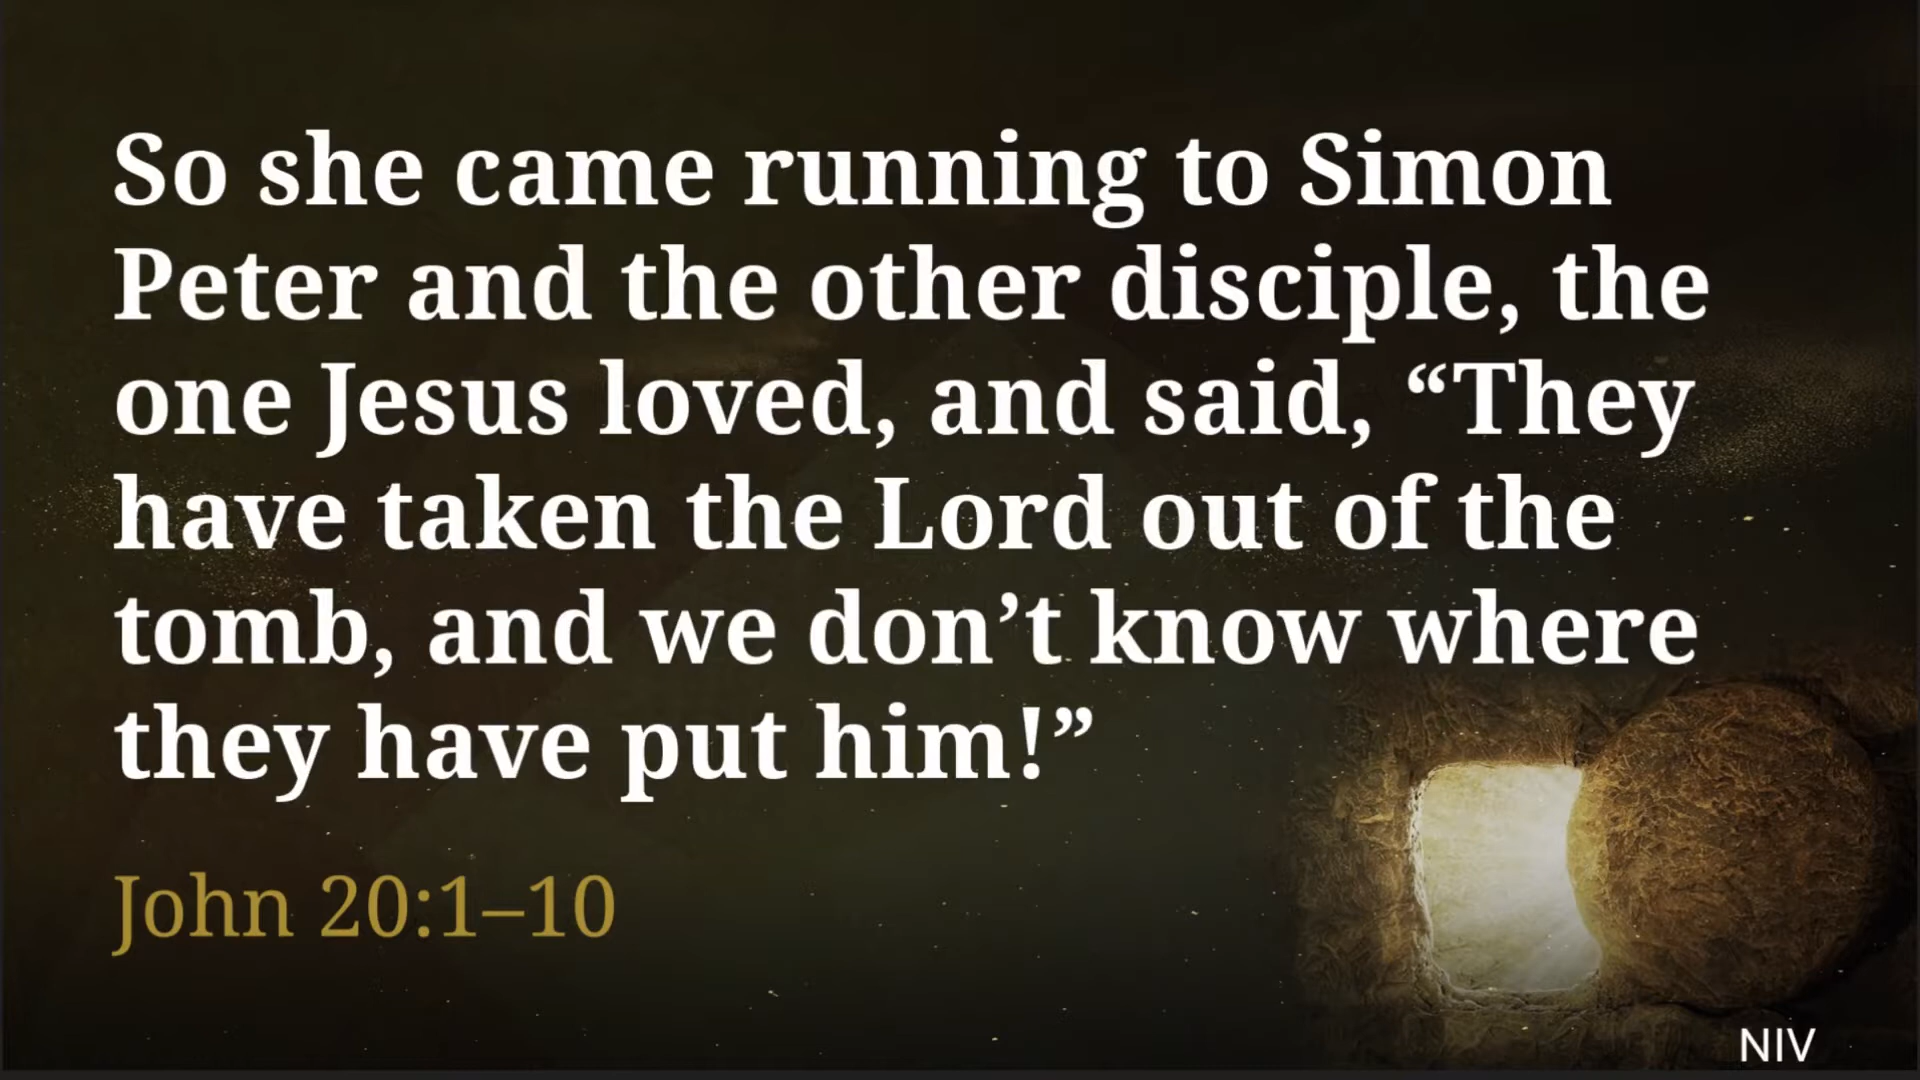 So she came running to Simon
Peter and the other disciple, the
one Jesus loved, and said, “They
have taken the Lord out of the
tomb, and we don’t know where
they have put him!”
John 20:1–10
NIV